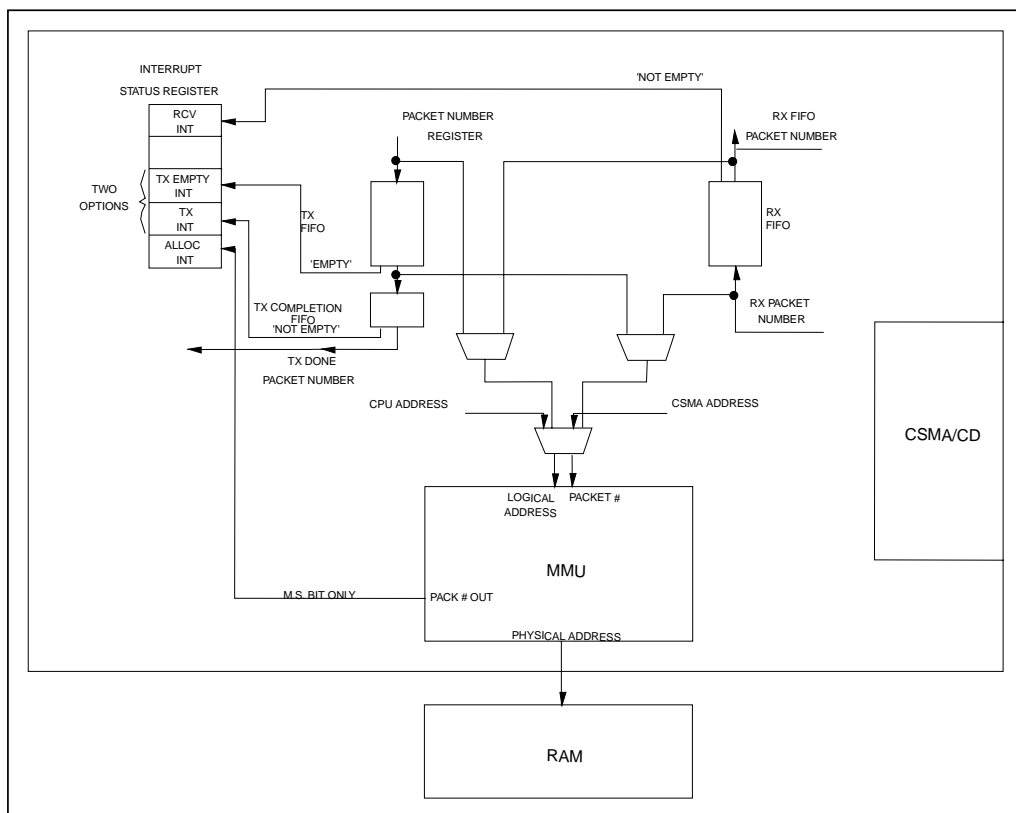 INTERRUPT
STATUS REGISTER
RCV
INT
TX EMPTY
INT
TX
INT
ALLOC
INT
TWO
OPTIONS
'NOT EMPTY'
PACKET NUMBER
REGISTER
RX FIFO
PACKET NUMBER
TX
FIFO
RX
FIFO
'EMPTY'
TX COMPLETION
FIFO
'NOT EMPTY'
TX DONE
PACKET NUMBER
RX PACKET
NUMBER
CPU ADDRESS
CSMA ADDRESS
CSMA/CD
LOGICAL
ADDRESS
PACKET #
MMU
M.S. BIT ONLY
PACK # OUT
PHYSICAL ADDRESS
RAM